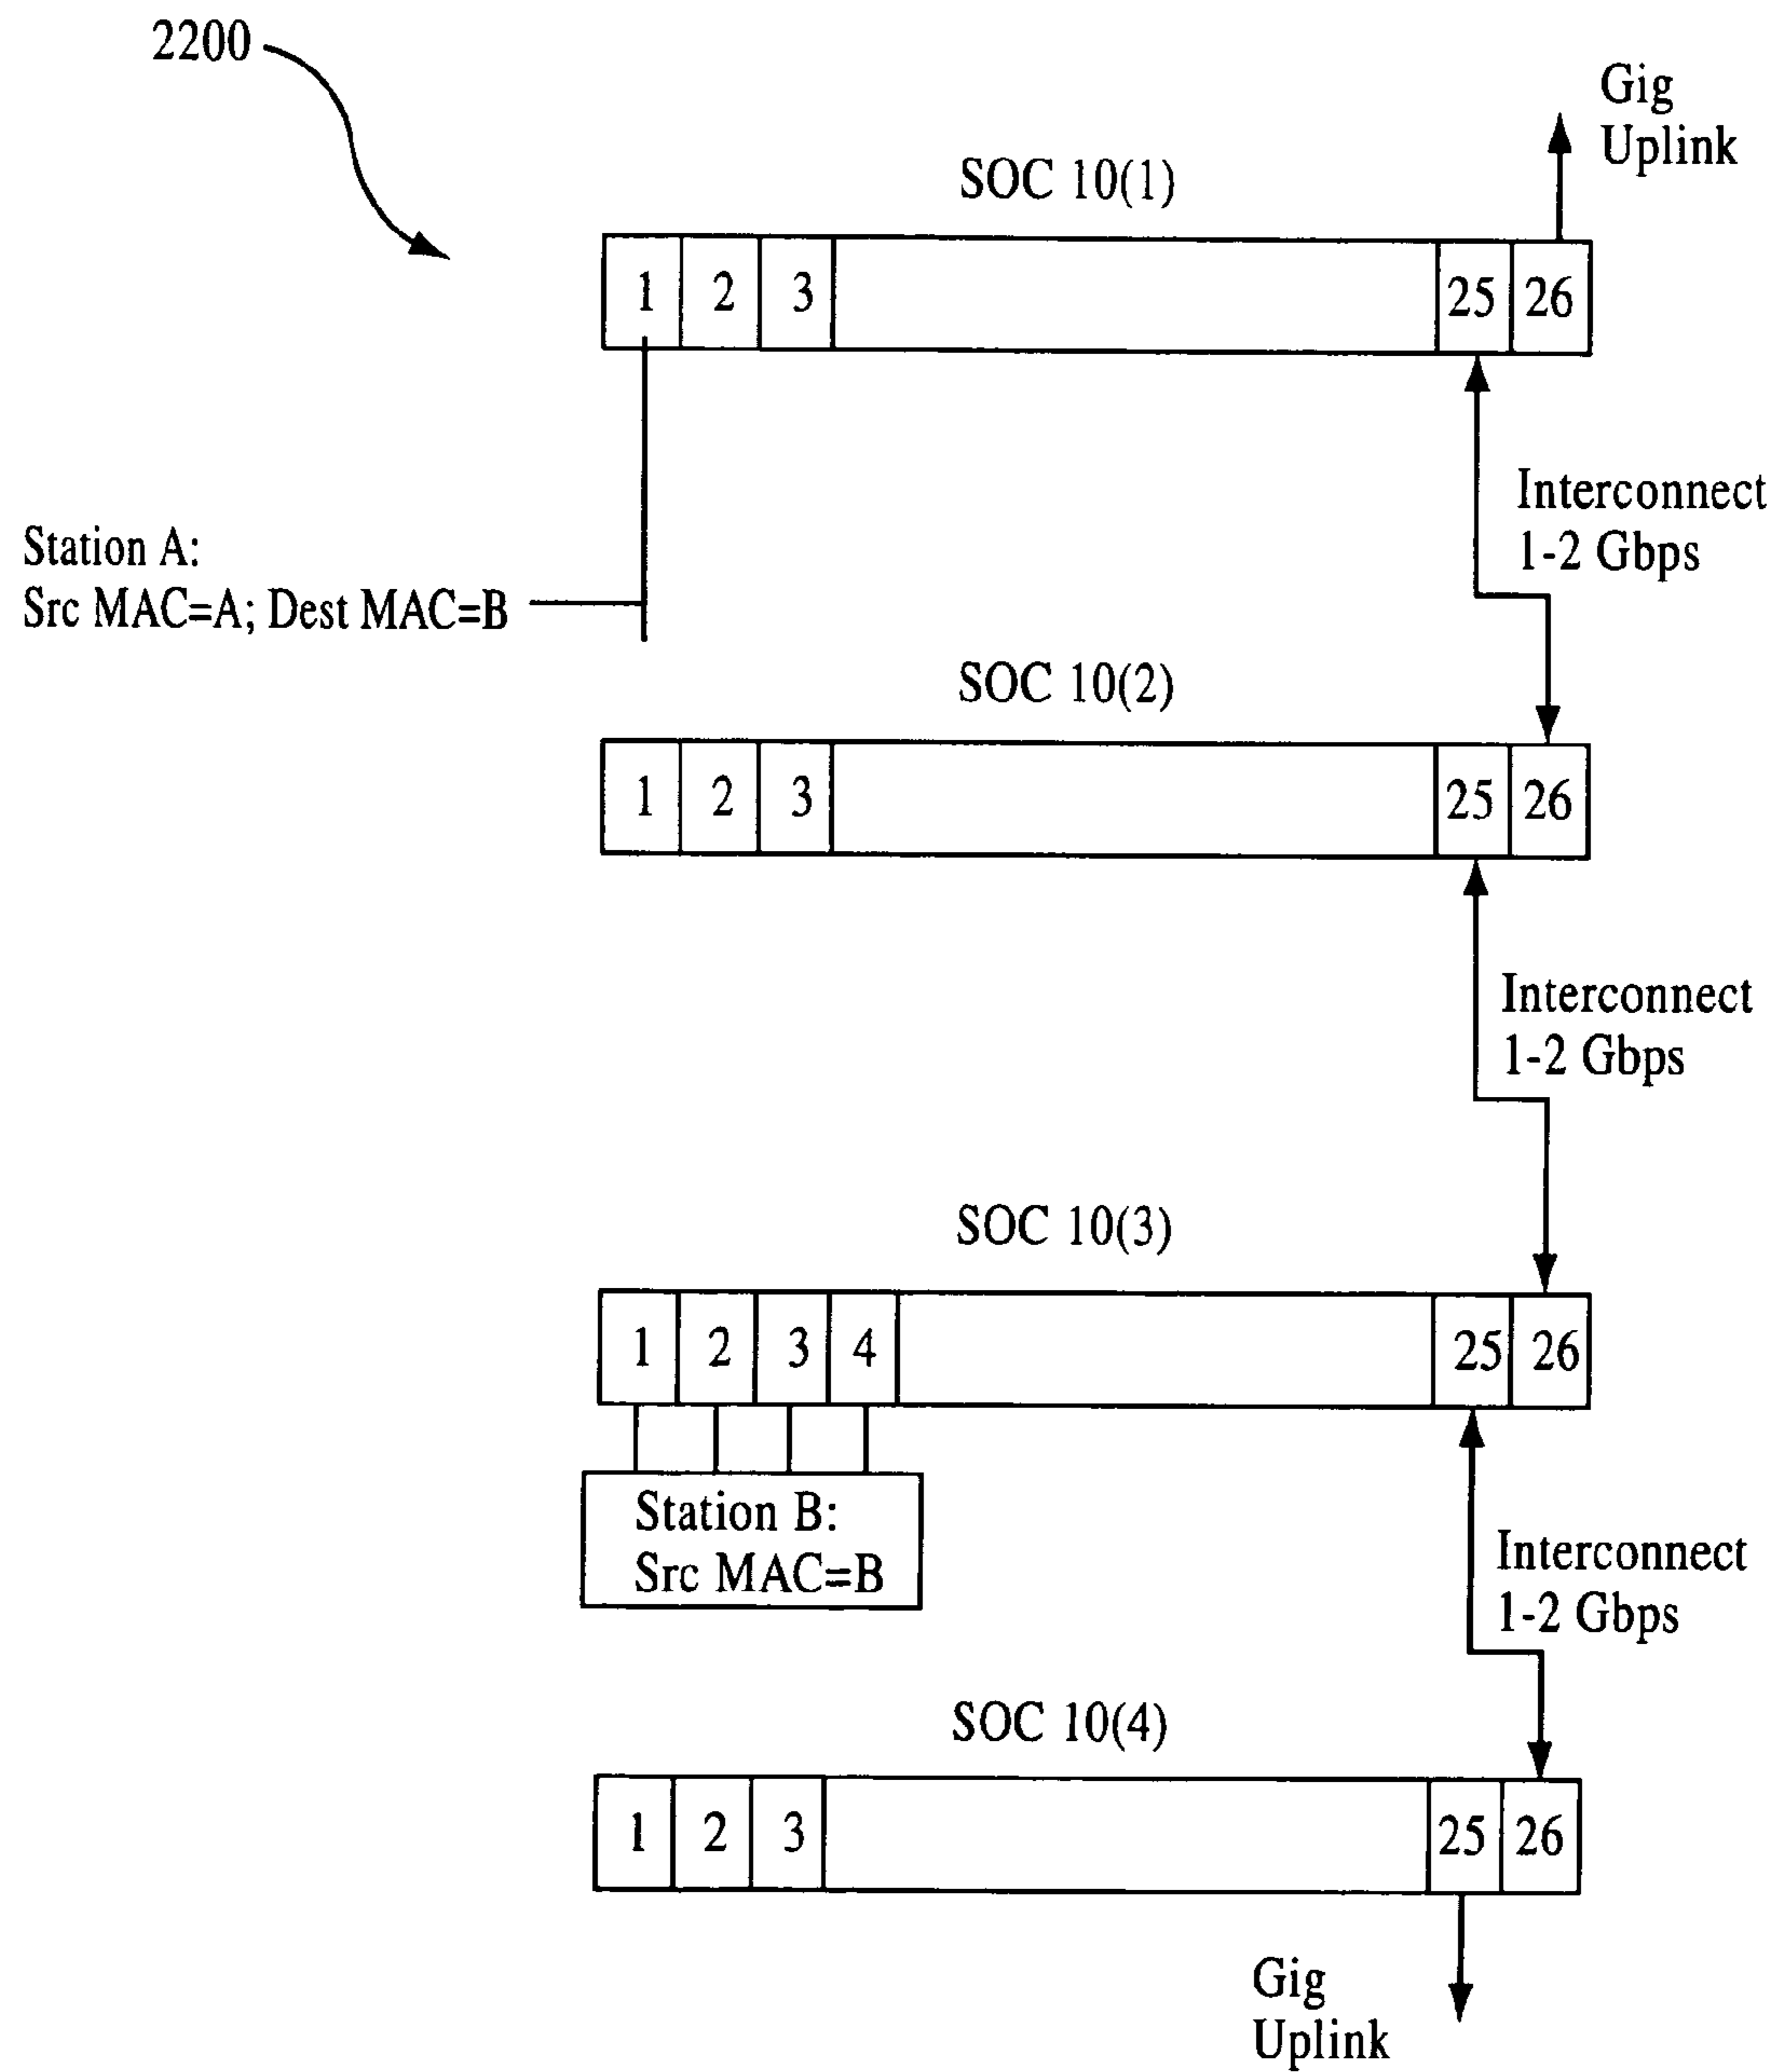 2200
Gig
Uplink
SOC 10(1)
1 2 3 25 26
Interconnect
1-2 Gbps
Station A:
Src MAC=A; Dest MAC=B
SOC 10(2)
1 2 3 25 26
Interconnect
1-2 Gbps
SOC 10(3)
1 2 3 4 25 26
Station B:
Src MAC=B
Interconnect
1-2 Gbps
SOC 10(4)
1 2 3 25 26
Gig
Uplink